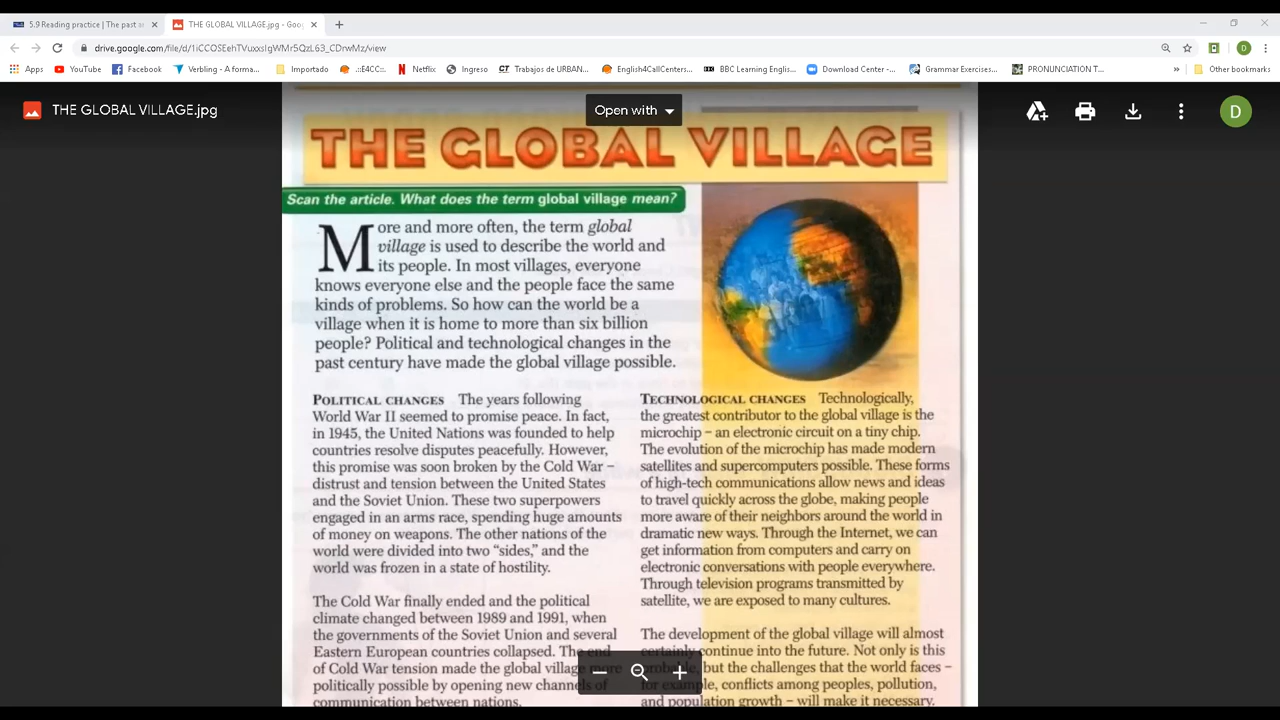 5.9 Reading practice | The past a
THE GLOBAL VILLAGE.jpg - Goog
drive.google.com/file/d/1iCCOSEehTVuxxsIgWMr5QzL63_CDrwMz/view
Apps YouTube Facebook Verbling - A forma... Importado .::E4CC::. Netflix Ingreso CT Trabajos de URBAN... English4CallCenters... BBC Learning Englis... Download Center -... Grammar Exercises... PRONUNCIATION T... » Other bookmarks
THE GLOBAL VILLAGE.jpg
Open with
D
THE GLOBAL VILLAGE
Scan the article. What does the term global village mean?
More and more often, the term global
village is used to describe the world and
its people. In most villages, everyone
knows everyone else and the people face the same
kinds of problems. So how can the world be a
village when it is home to more than six billion
people? Political and technological changes in the
past century have made the global village possible.
POLITICAL CHANGES The years following
World War II seemed to promise peace. In fact,
in 1945, the United Nations was founded to help
countries resolve disputes peacefully. However,
this promise was soon broken by the Cold War –
distrust and tension between the United States
and the Soviet Union. These two superpowers
engaged in an arms race, spending huge amounts
of money on weapons. The other nations of the
world were divided into two “sides,” and the
world was frozen in a state of hostility.
The Cold War finally ended and the political
climate changed between 1989 and 1991, when
the governments of the Soviet Union and several
Eastern European countries collapsed. The end
of Cold War tension made the global village more
politically possible by opening new channels of
communication between nations.
TECHNOLOGICAL CHANGES Technologically,
the greatest contributor to the global village is the
microchip – an electronic circuit on a tiny chip.
The evolution of the microchip has made modern
satellites and supercomputers possible. These forms
of high-tech communications allow news and ideas
to travel quickly across the globe, making people
more aware of their neighbors around the world in
dramatic new ways. Through the Internet, we can
get information from computers and carry on
electronic conversations with people everywhere.
Through television programs transmitted by
satellite, we are exposed to many cultures.
The development of the global village will almost
certainly continue into the future. Not only is this
probable, but the challenges that the world faces –
for example, conflicts among peoples, pollution,
and population growth – will make it necessary.